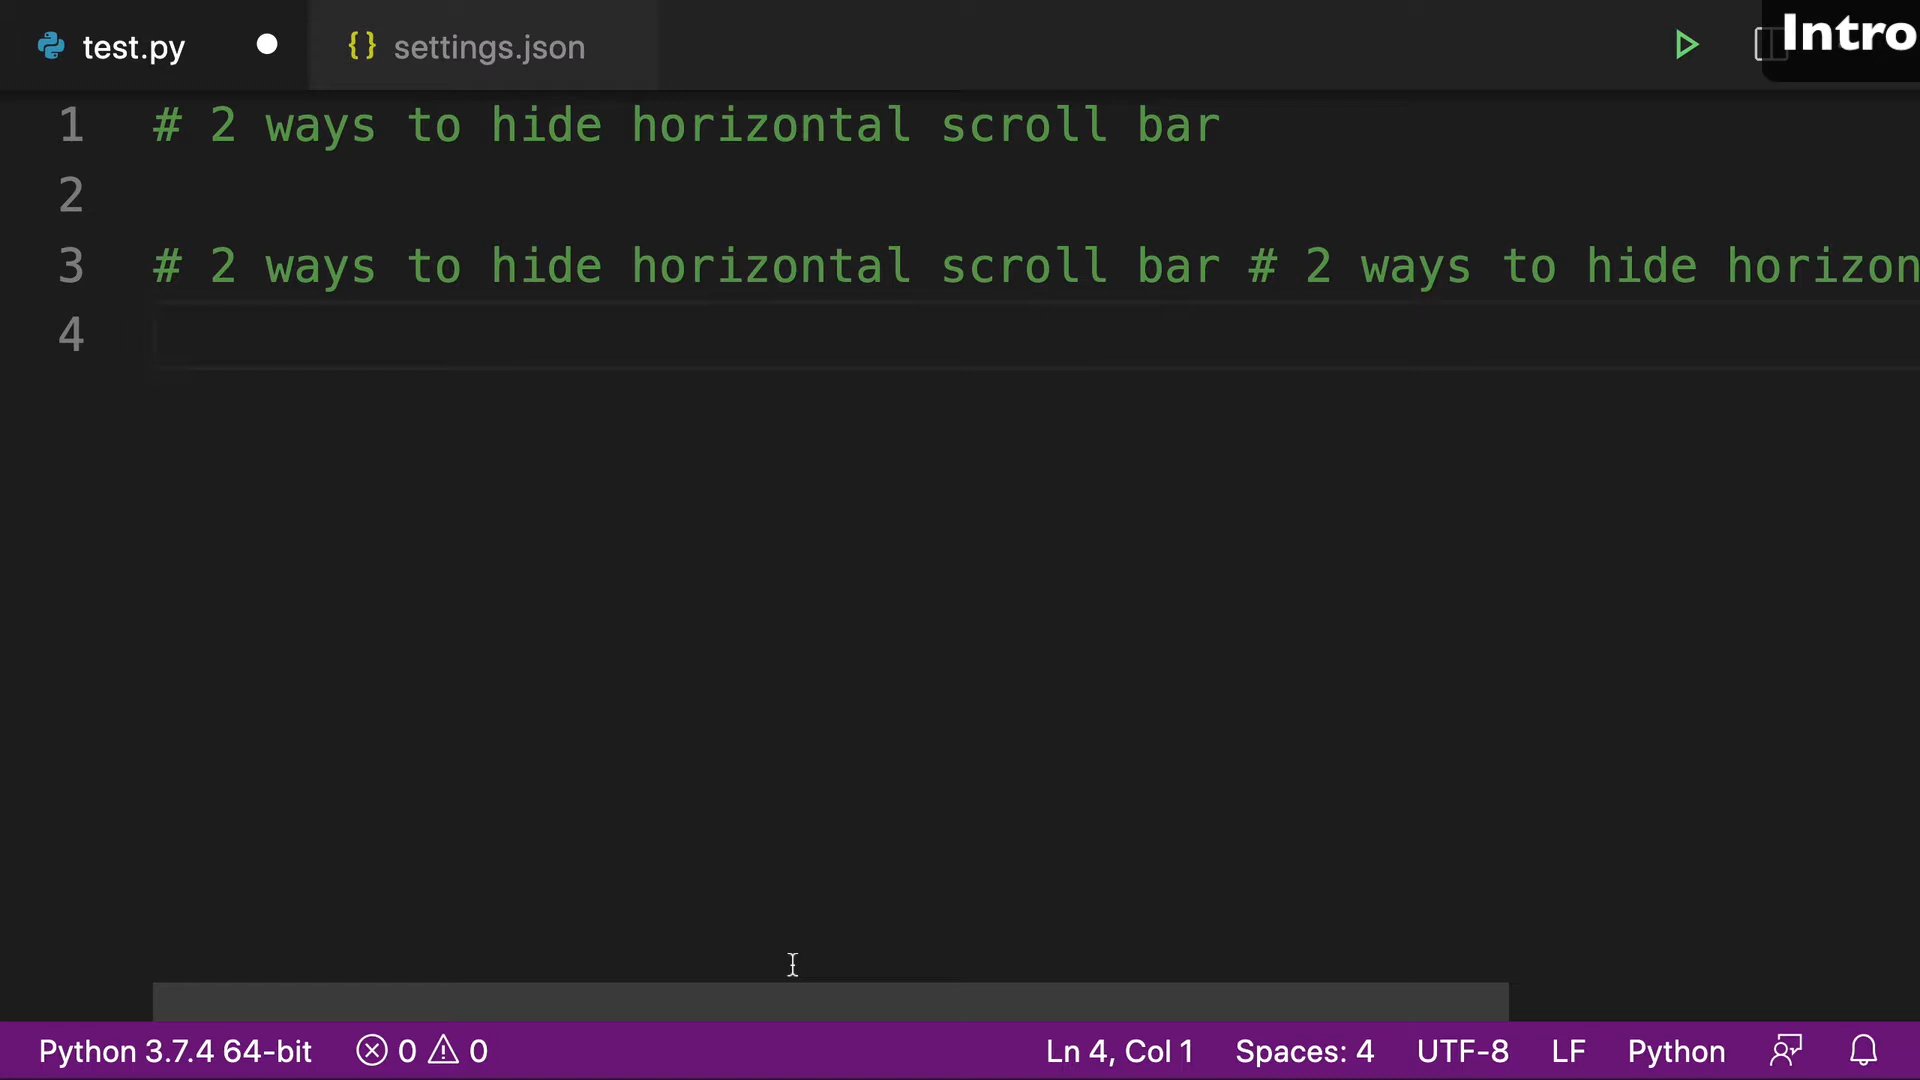 test.py
settings.json
Intro
1 # 2 ways to hide horizontal scroll bar
2
3 # 2 ways to hide horizontal scroll bar # 2 ways to hide horizon
4
Python 3.7.4 64-bit 0 0 Ln 4, Col 1 Spaces: 4 UTF-8 LF Python